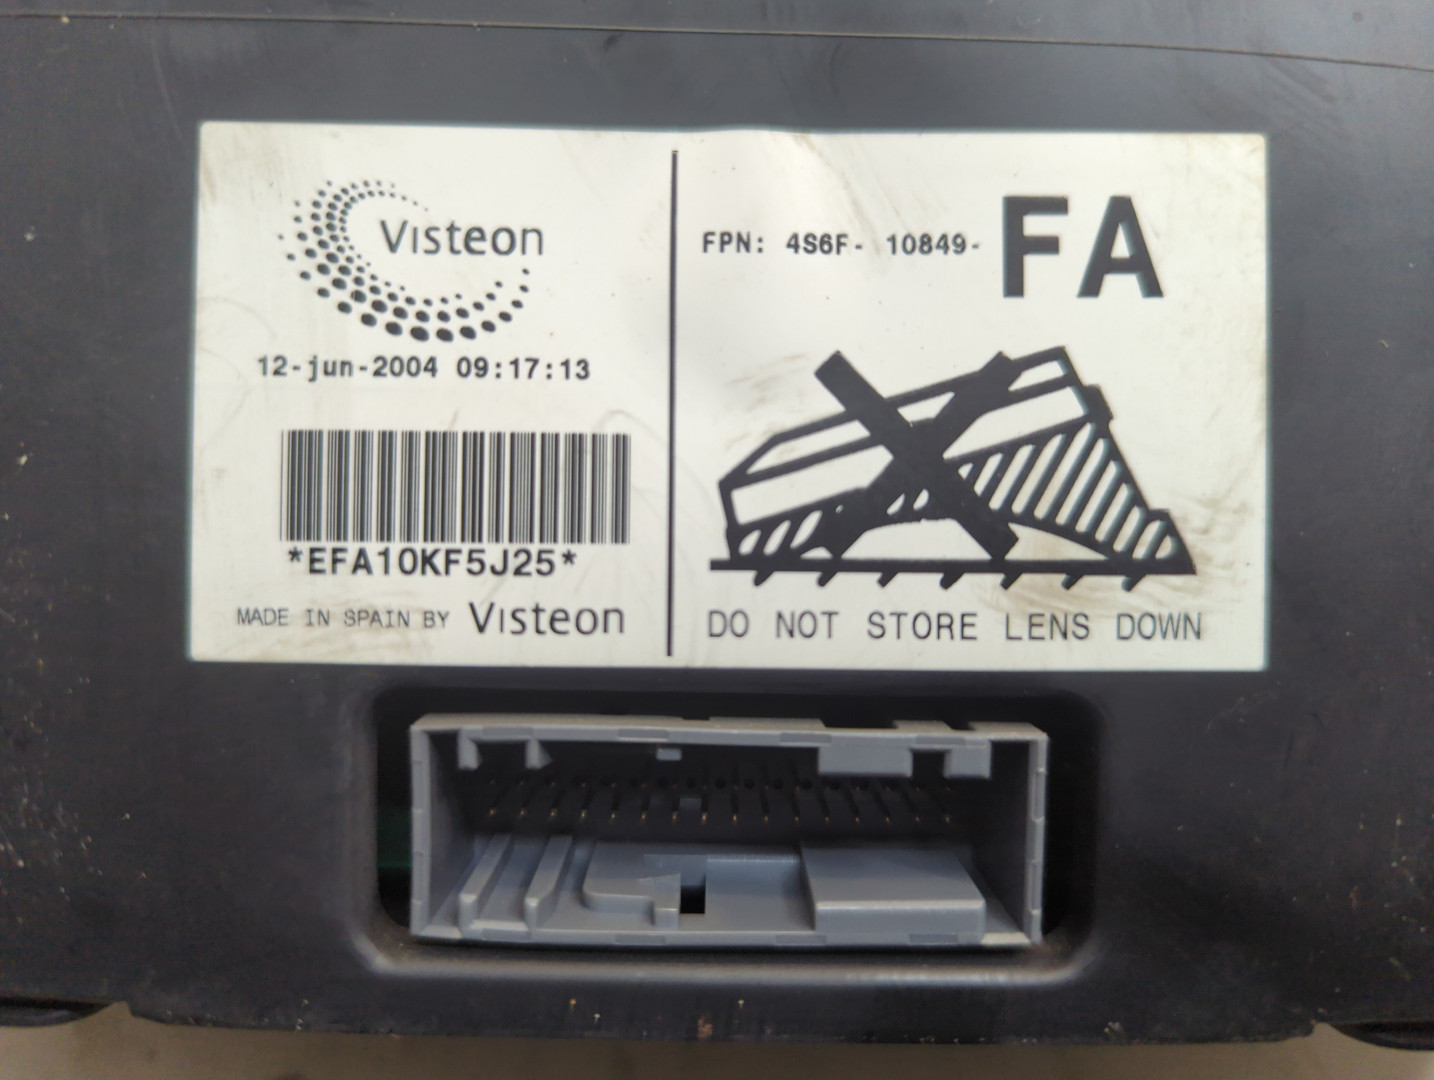 Visteon
12-jun-2004 09:17:13
*EFA10KF5J25*
MADE IN SPAIN BY Visteon
FPN: 4S6F- 10849- FA
DO NOT STORE LENS DOWN